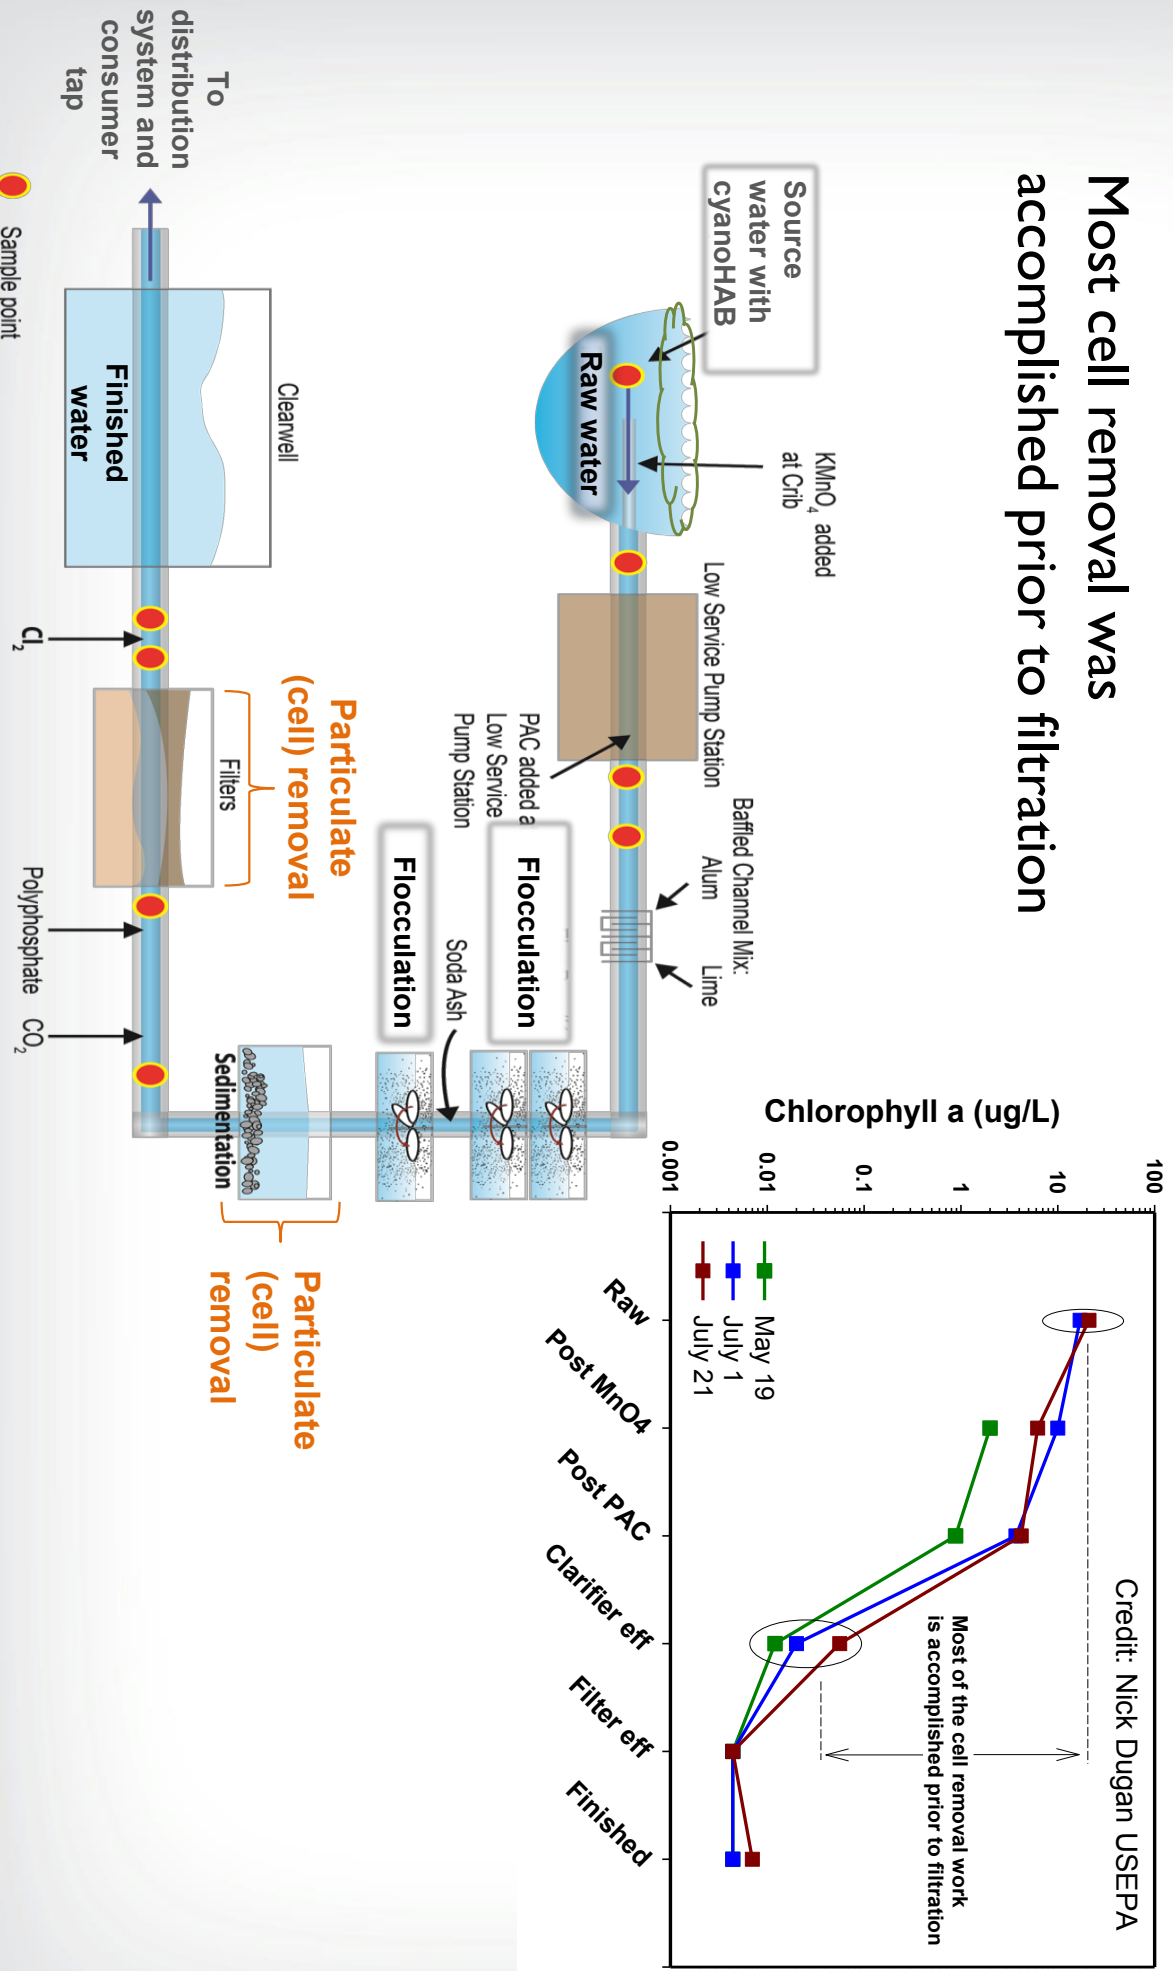 Most cell removal was
accomplished prior to filtration
Credit: Nick Dugan USEPA
Source
water with
cyanoHAB
KMnO4 added
at Crib
Raw water
Low Service Pump Station
PAC added a
Low Service
Pump Station
Baffled Channel Mix:
Alum
Lime
Flocculation
Soda Ash
Flocculation
Sedimentation
Particulate
(cell)
removal
Particulate
(cell) removal
Filters
Polyphosphate
CO2
Cl2
Clearwell
Finished
water
To
distribution
system and
consumer
tap
Sample point
Chlorophyll a (ug/L)
100
10
1
0.1
0.01
0.001
Most of the cell removal work
is accomplished prior to filtration
May 19
July 1
July 21
Raw
Post MnO4
Post PAC
Clarifier eff
Filter eff
Finished